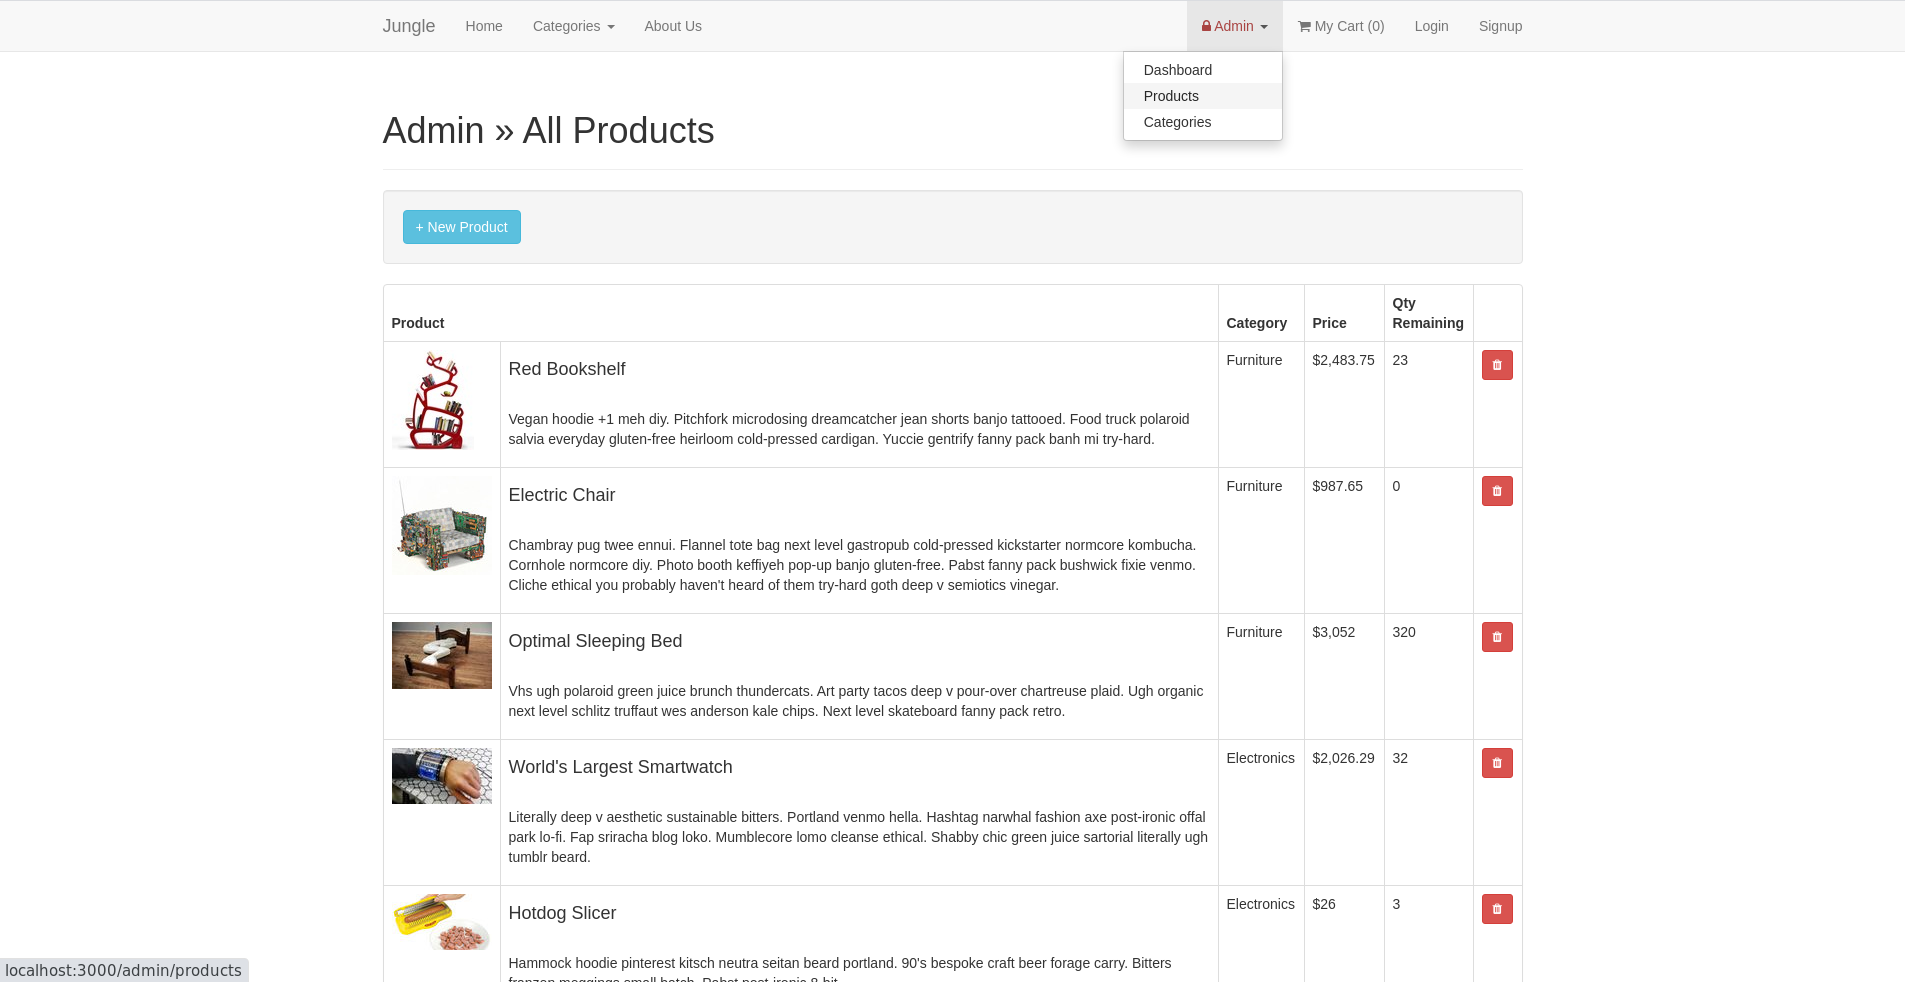 Jungle Home Categories About Us Admin My Cart (0) Login Signup
Dashboard
Products
Categories
Admin » All Products
+ New Product
Product Category Price Qty Remaining
Red Bookshelf Furniture $2,483.75 23
Vegan hoodie +1 meh diy. Pitchfork microdosing dreamcatcher jean shorts banjo tattooed. Food truck polaroid
salvia everyday gluten-free heirloom cold-pressed cardigan. Yuccie gentrify fanny pack banh mi try-hard.
Electric Chair Furniture $987.65 0
Chambray pug twee ennui. Flannel tote bag next level gastropub cold-pressed kickstarter normcore kombucha.
Cornhole normcore diy. Photo booth keffiyeh pop-up banjo gluten-free. Pabst fanny pack bushwick fixie venmo.
Cliche ethical you probably haven't heard of them try-hard goth deep v semiotics vinegar.
Optimal Sleeping Bed Furniture $3,052 320
Vhs ugh polaroid green juice brunch thundercats. Art party tacos deep v pour-over chartreuse plaid. Ugh organic
next level schlitz truffaut wes anderson kale chips. Next level skateboard fanny pack retro.
World's Largest Smartwatch Electronics $2,026.29 32
Literally deep v aesthetic sustainable bitters. Portland venmo hella. Hashtag narwhal fashion axe post-ironic offal
park lo-fi. Fap sriracha blog loko. Mumblecore lomo cleanse ethical. Shabby chic green juice sartorial literally ugh
tumblr beard.
Hotdog Slicer Electronics $26 3
Hammock hoodie pinterest kitsch neutra seitan beard portland. 90's bespoke craft beer forage carry. Bitters
franzen meggings small batch. Pabst post-ironic 8-bit.
localhost:3000/admin/products